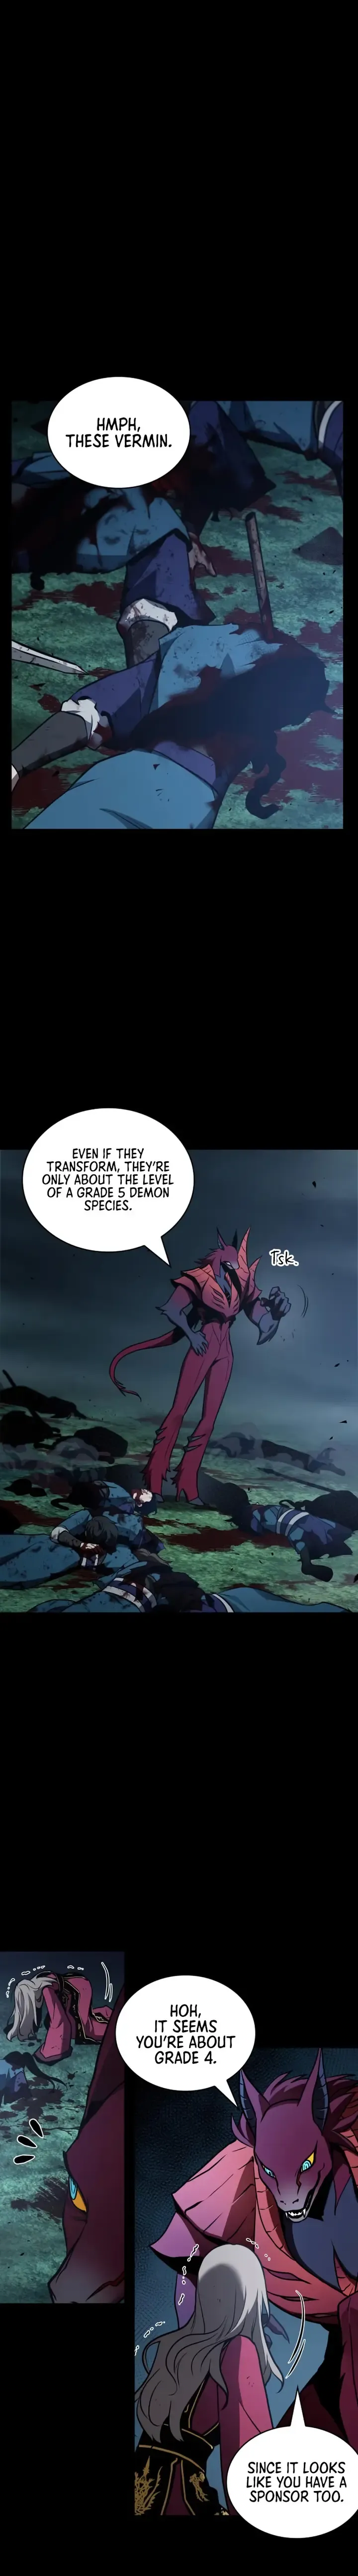 HMPH,
THESE VERMIN.
EVEN IF THEY
TRANSFORM, THEY'RE
ONLY ABOUT THE LEVEL
OF A GRADE 5 DEMON
SPECIES.
Tsk.
HOH,
IT SEEMS
YOU'RE ABOUT
GRADE 4.
SINCE IT LOOKS
LIKE YOU HAVE A
SPONSOR TOO.